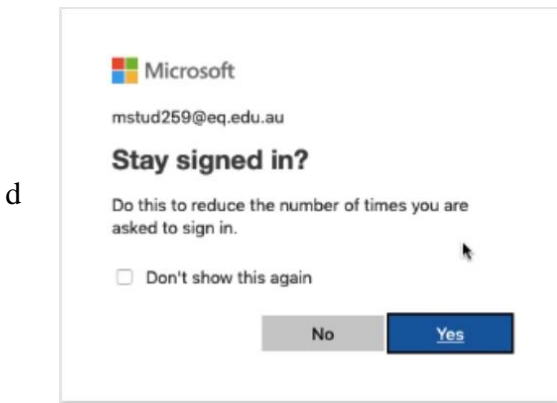 Microsoft
mstud259@eq.edu.au
Stay signed in?
d
Do this to reduce the number of times you are
asked to sign in.
Don't show this again
No Yes